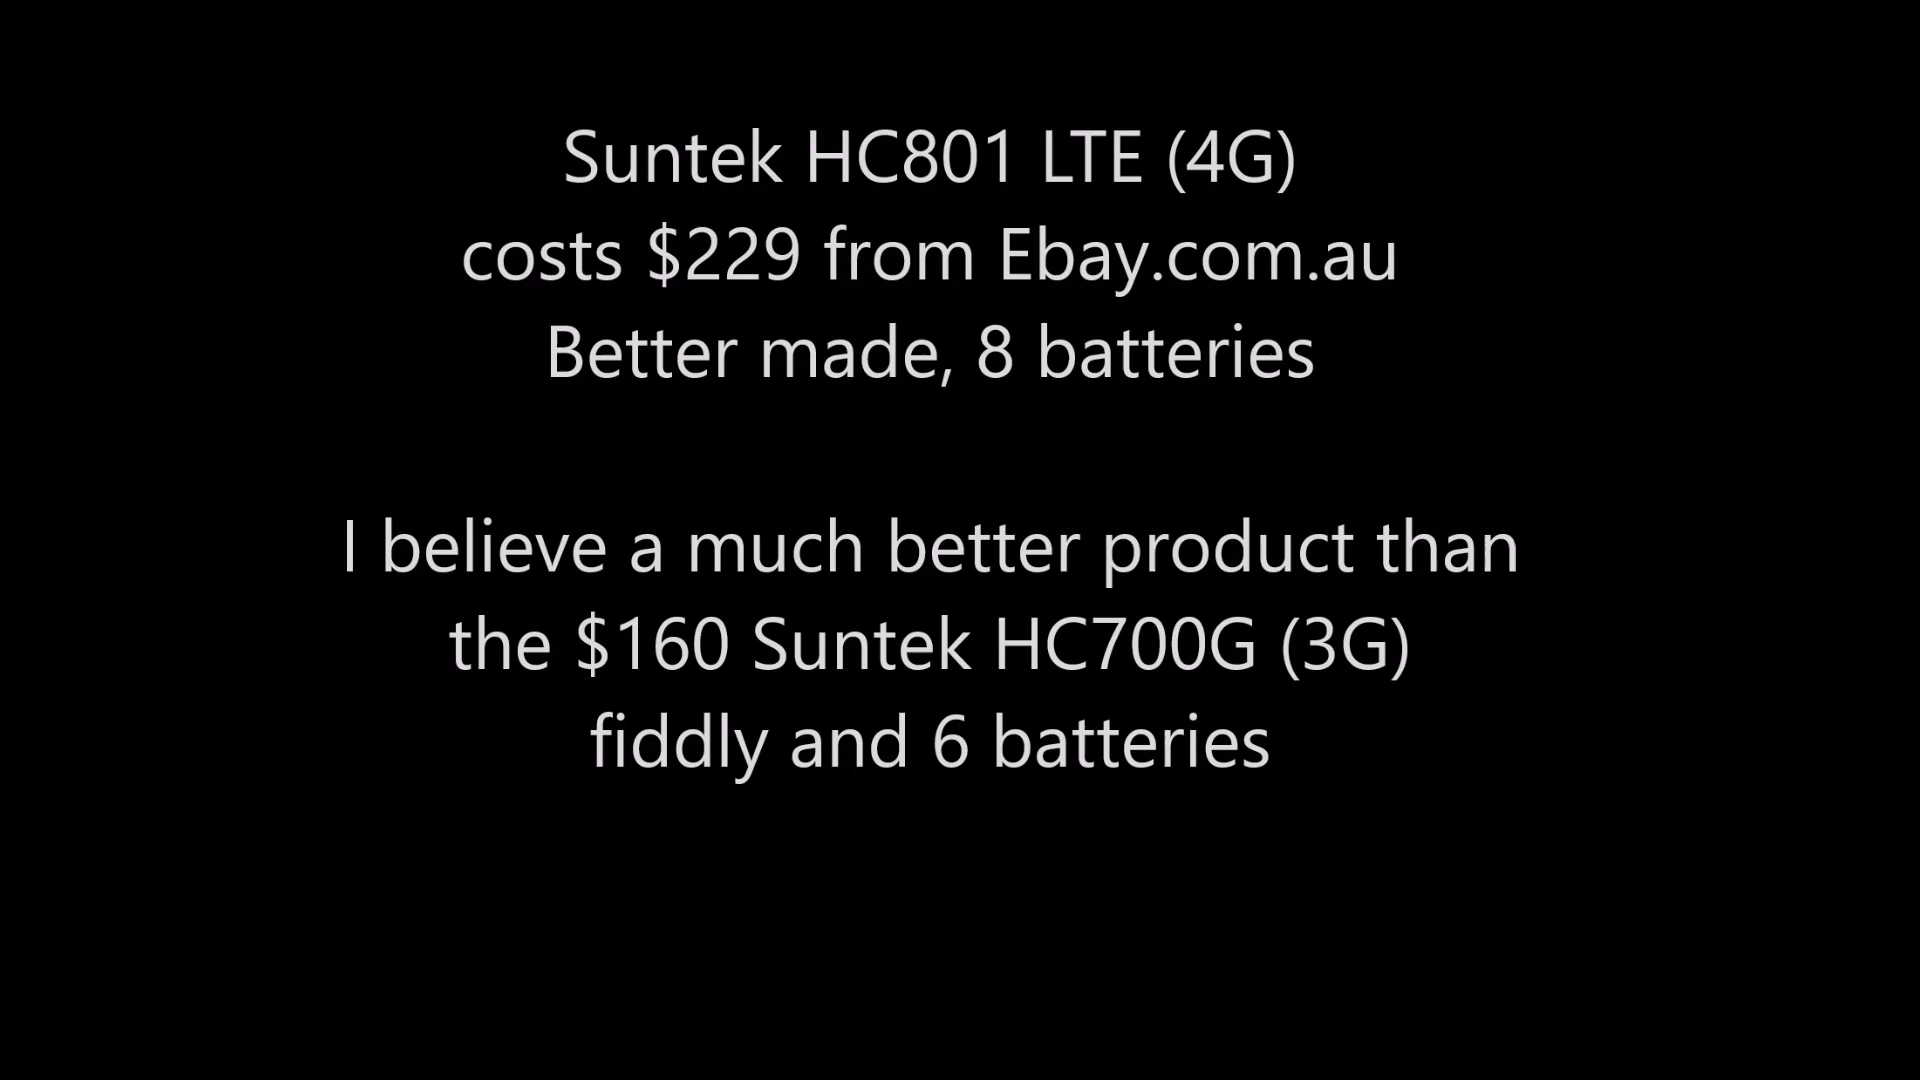 Suntek HC801 LTE (4G)
costs $229 from Ebay.com.au
Better made, 8 batteries
I believe a much better product than
the $160 Suntek HC700G (3G)
fiddly and 6 batteries